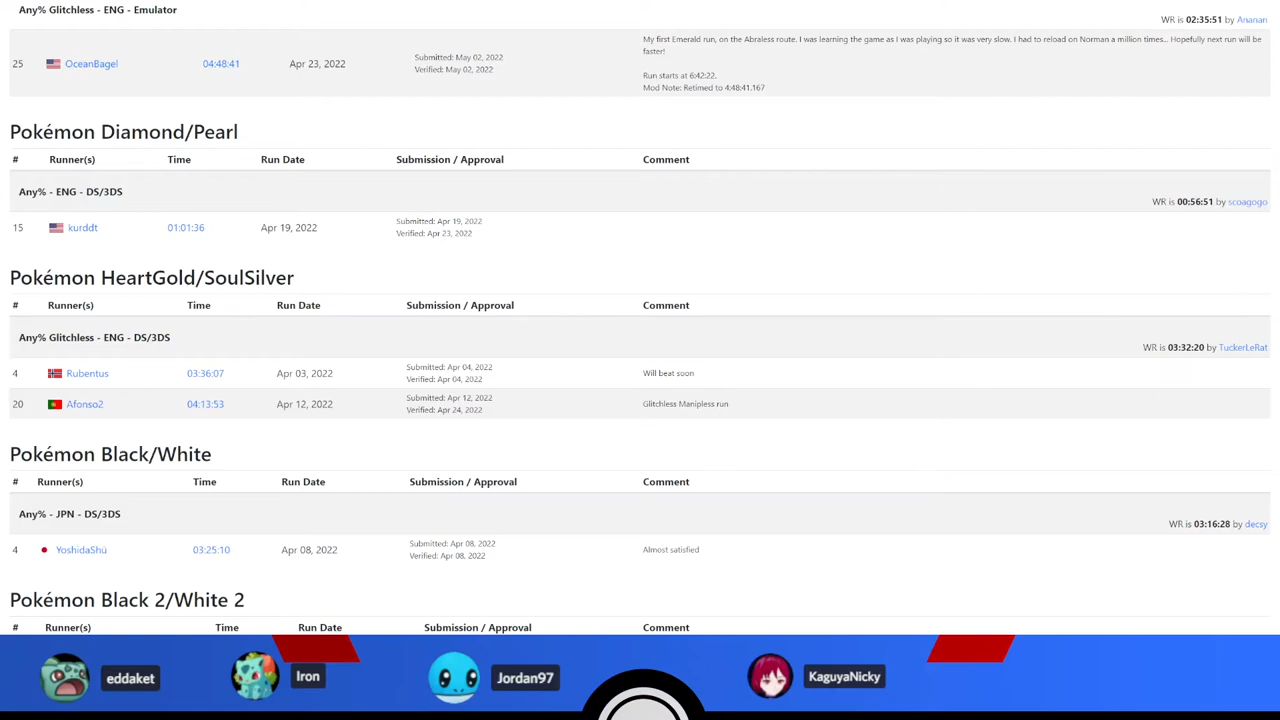 Any% Glitchless - ENG - Emulator
WR is 02:35:51 by Ananan
25 OceanBagel 04:48:41 Apr 23, 2022 Submitted: May 02, 2022
Verified: May 02, 2022
My first Emerald run, on the Abraless route. I was learning the game as I was playing so it was very slow. I had to reload on Norman a million times... Hopefully next run will be
faster!
Run starts at 6:42:22.
Mod Note: Retimed to 4:48:41.167
Pokémon Diamond/Pearl
# Runner(s) Time Run Date Submission / Approval Comment
Any% - ENG - DS/3DS
WR is 00:56:51 by scoagogo
15 kurddt 01:01:36 Apr 19, 2022 Submitted: Apr 19, 2022
Verified: Apr 23, 2022
Pokémon HeartGold/SoulSilver
# Runner(s) Time Run Date Submission / Approval Comment
Any% Glitchless - ENG - DS/3DS
WR is 03:32:20 by TuckerLeRat
4 Rubentus 03:36:07 Apr 03, 2022 Submitted: Apr 04, 2022
Verified: Apr 04, 2022
Will beat soon
20 Afonso2 04:13:53 Apr 12, 2022 Submitted: Apr 12, 2022
Verified: Apr 24, 2022
Glitchless Manipless run
Pokémon Black/White
# Runner(s) Time Run Date Submission / Approval Comment
Any% - JPN - DS/3DS
WR is 03:16:28 by decsy
4 YoshidaShú 03:25:10 Apr 08, 2022 Submitted: Apr 08, 2022
Verified: Apr 08, 2022
Almost satisfied
Pokémon Black 2/White 2
# Runner(s) Time Run Date Submission / Approval Comment
eddaket Iron Jordan97 KaguyaNicky